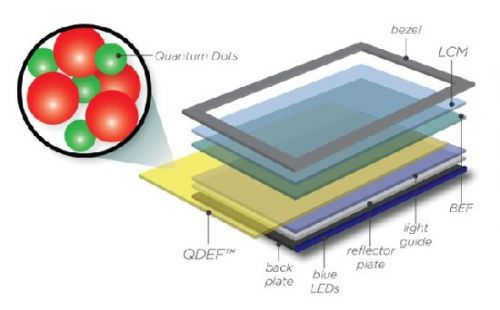 Quantum Dots
bezel
LCM
BEF
light
guide
reflector
plate
blue
LEDs
back
plate
QDEF™